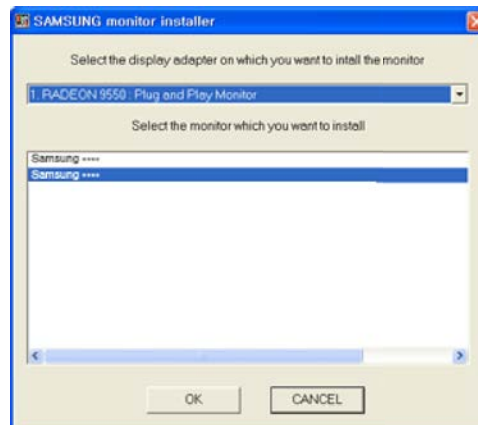 SAMSUNG monitor installer
Select the display adapter on which you want to intall the monitor
1. RADEON 9550 : Plug and Play Monitor
Select the monitor which you want to install
Samsung ****
Samsung ****
OK
CANCEL